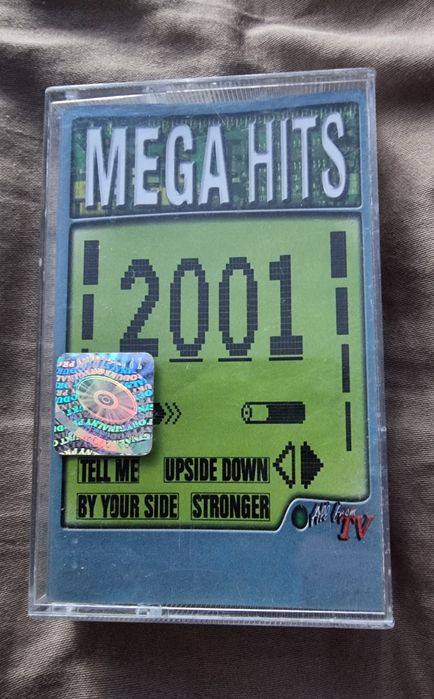 MEGA HITS
2001
TELL ME UPSIDE DOWN
BY YOUR SIDE STRONGER
All from
TV